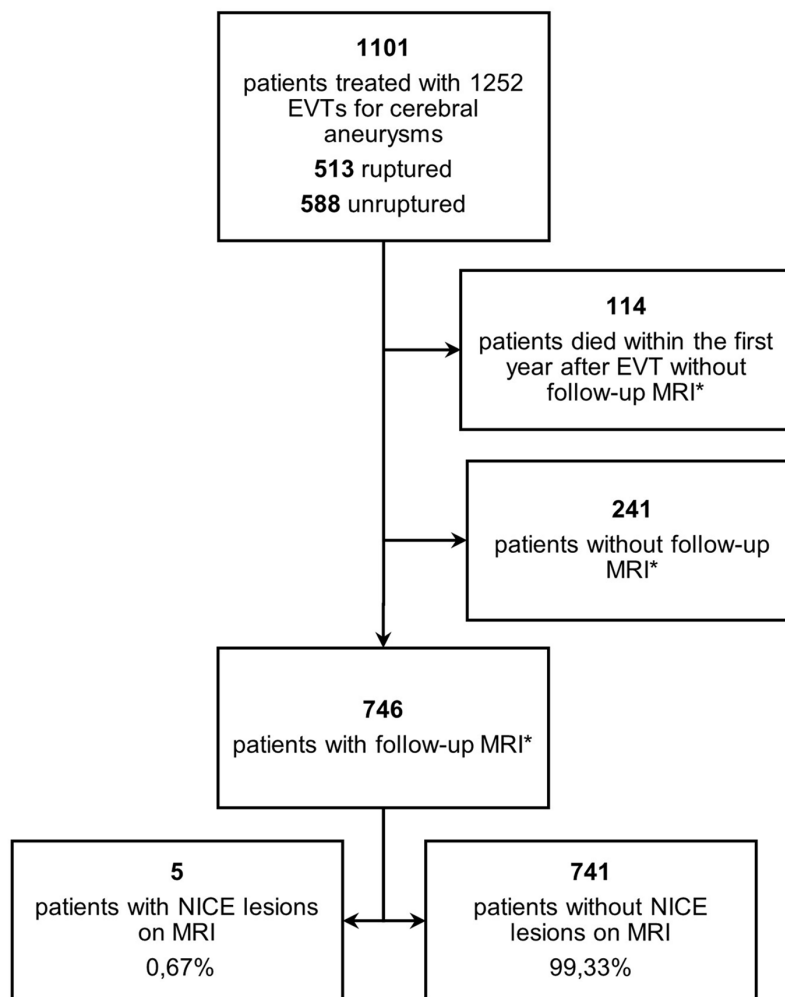 1101
patients treated with 1252
EVTs for cerebral
aneurysms
513 ruptured
588 unruptured
114
patients died within the first
year after EVT without
follow-up MRI*
241
patients without follow-up
MRI*
746
patients with follow-up MRI*
5
patients with NICE lesions
on MRI
0,67%
741
patients without NICE
lesions on MRI
99,33%